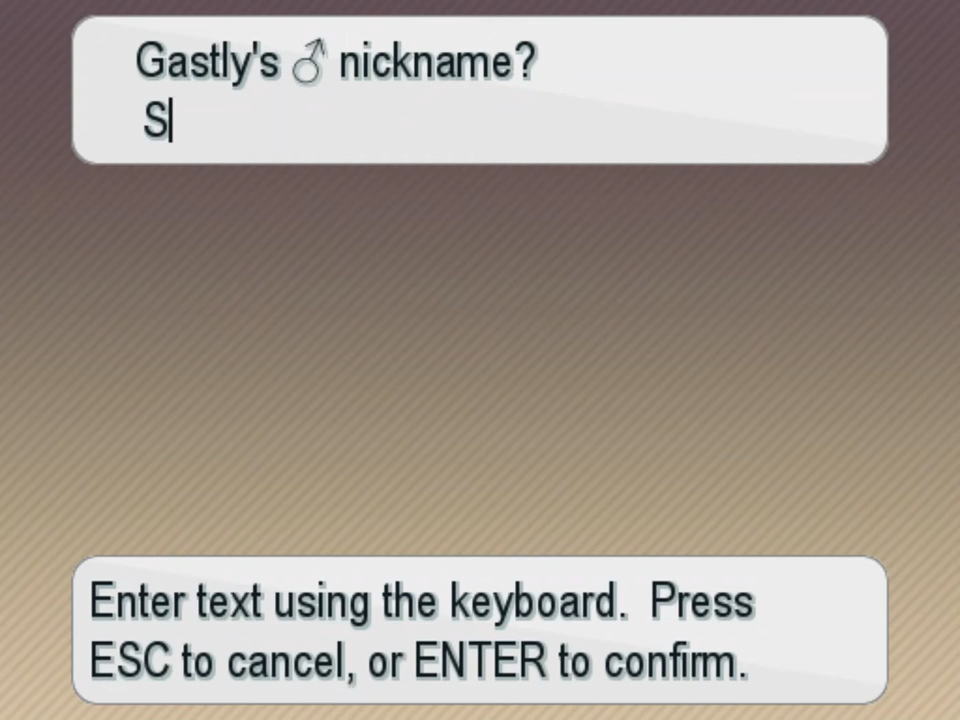 Gastly's ♂ nickname?
S
Enter text using the keyboard.  Press
ESC to cancel, or ENTER to confirm.